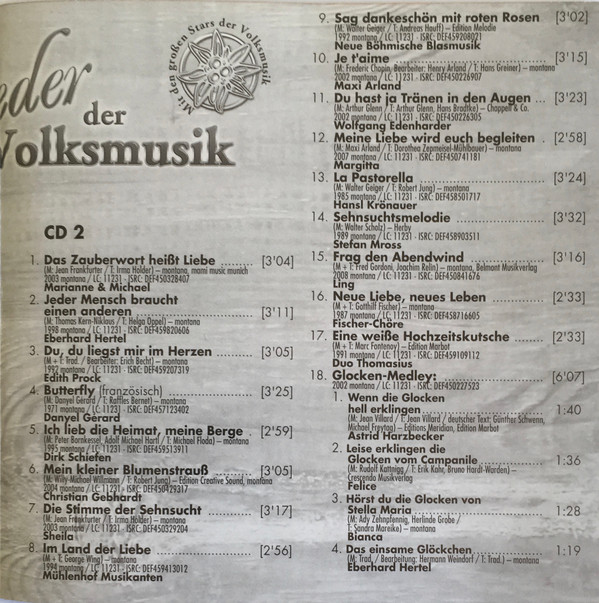 eder
der
Volksmusik
Mit den großen Stars der Volksmusik
CD 2
1. Das Zauberwort heißt Liebe ........ [3'04]
(M: Jean Frankfurter / T: Irma Holder) – montana, mami music munich
2003 montana / LC 11231 · ISRC: DEF450328407
Marianne & Michael
2. Jeder Mensch braucht
einen anderen ........................ [3'11]
(M: Thomas Kern-Niklaus / T: Helga Oppel) – montana
1998 montana / LC 11231 · ISRC: DEF459820606
Eberhard Hertel
3. Du, du liegst mir im Herzen ........ [3'05]
(M + T: Trad. / Bearbeiter: Erich Becht) – montana
1992 montana / LC 11231 · ISRC: DEF459207319
Edith Prock
4. Butterfly (französisch) ................ [3'25]
(M: Danyel Gérard / T: Raffles Bernet) – montana
1971 montana / LC 11231 · ISRC: DEF457123402
Danyel Gérard
5. Ich lieb die Heimat, meine Berge . [2'59]
(M: Peter Bornkessel, Adolf Michael Hartl / T: Michael Floda) – montana
1995 montana / LC 11231 · ISRC: DEF459513911
Dirk Schiefen
6. Mein kleiner Blumenstrauß ........ [3'05]
(M: Willy-Michael Willmann / T: Robert Jung) – Edition Creative Sound, montana
2004 montana / LC 11231 · ISRC: DEF450429317
Christian Gebhardt
7. Die Stimme der Sehnsucht ........ [3'17]
(M: Jean Frankfurter / T: Irma Holder) – montana
2003 montana / LC 11231 · ISRC: DEF450329204
Sheila
8. Im Land der Liebe .................... [2'56]
(M + T: George Wing) – montana
1994 montana / LC 11231 · ISRC: DEF459413012
Mühlenhof Musikanten
9. Sag dankeschön mit roten Rosen [3'02]
(M: Walter Geiger / T: Andreas Hauff) – Edition Melodie
1992 montana / LC: 11231 · ISRC: DEF459208021
Neue Böhmische Blasmusik
10. Je t'aime ............................ [3'15]
(M: Frederic Chopin, Bearbeiter: Henry Arland / T: Hans Greiner) – montana
2002 montana / LC 11231 · ISRC: DEF450226907
Maxi Arland
11. Du hast ja Tränen in den Augen ... [3'23]
(M: Arthur Glenn / T: Arthur Glenn, Hans Bradtke) – Chappell & Co.
2002 montana / LC 11231 · ISRC: DEF450226305
Wolfgang Edenharder
12. Meine Liebe wird euch begleiten . [2'58]
(M: Maxi Arland / T: Dorothea Zepmeisel-Mühlbauer) – montana
2007 montana / LC 11231 · ISRC: DEF450741181
Margitta
13. La Pastorella ........................ [3'24]
(M: Walter Geiger / T: Robert Jung) – montana
1985 montana / LC 11231 · ISRC: DEF458501717
Hansl Krönauer
14. Sehnsuchtsmelodie ................ [3'32]
(M: Walter Scholz) – Herby
1989 montana / LC 11231 · ISRC: DEF458903511
Stefan Mross
15. Frag den Abendwind ............ [3'16]
(M + T: Fred Gordoni, Joachim Relin) – montana, Belmont Musikverlag
2008 montana / LC 11231 · ISRC: DEF450841676
Ling
16. Neue Liebe, neues Leben ........ [2'33]
(M + T: Gotthilf Fischer) – montana
1987 montana / LC 11231 · ISRC: DEF458716605
Fischer-Chöre
17. Eine weiße Hochzeitskutsche .... [2'33]
(M + T: Marc Fontenoy) – Edition Marbot
1991 montana / LC 11231 · ISRC: DEF459109112
Duo Thomasius
18. Glocken-Medley: .................... [6'07]
2002 montana / LC 11231 · ISRC: DEF450227523
1. Wenn die Glocken
hell erklingen ........................ 1:40
(M: Jean Villard / T: Jean Villard / deutscher Text: Günther Schwenn,
Michael Freytag) – Editions Meridian, Edition Marbot
Astrid Harzbecker
2. Leise erklingen die
Glocken vom Campanile ............ 1:36
(M: Rudolf Kattnigg / T: Erik Kahr, Bruno Hardt-Warden) –
Crescendo Musikverlag
Felice
3. Hörst du die Glocken von
Stella Maria ........................ 1:28
(M: Ady Zehnpfennig, Herlinde Grobe /
T: Sandra Mareike) – montana
Bianca
4. Das einsame Glöckchen ............ 1:19
(M: Trad. / Bearbeitung: Hermann Weindorf / T: Trad.) – montana
Eberhard Hertel